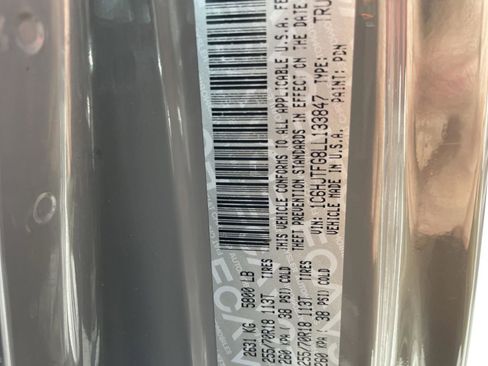 2631 KG   5800 LB
255/70R18 113T   TIRES
260 KPA ( 38 PSI) COLD
255/70R18 113T   TIRES
260 KPA ( 38 PSI) COLD
THIS VEHICLE CONFORMS TO ALL APPLICABLE U.S.A. FE
THEFT PREVENTION STANDARDS IN EFFECT ON THE DATE
VIN: 1C6HJTFG8LL133847   TYPE: TRU
VEHICLE MADE IN U.S.A.   PAINT: PDN